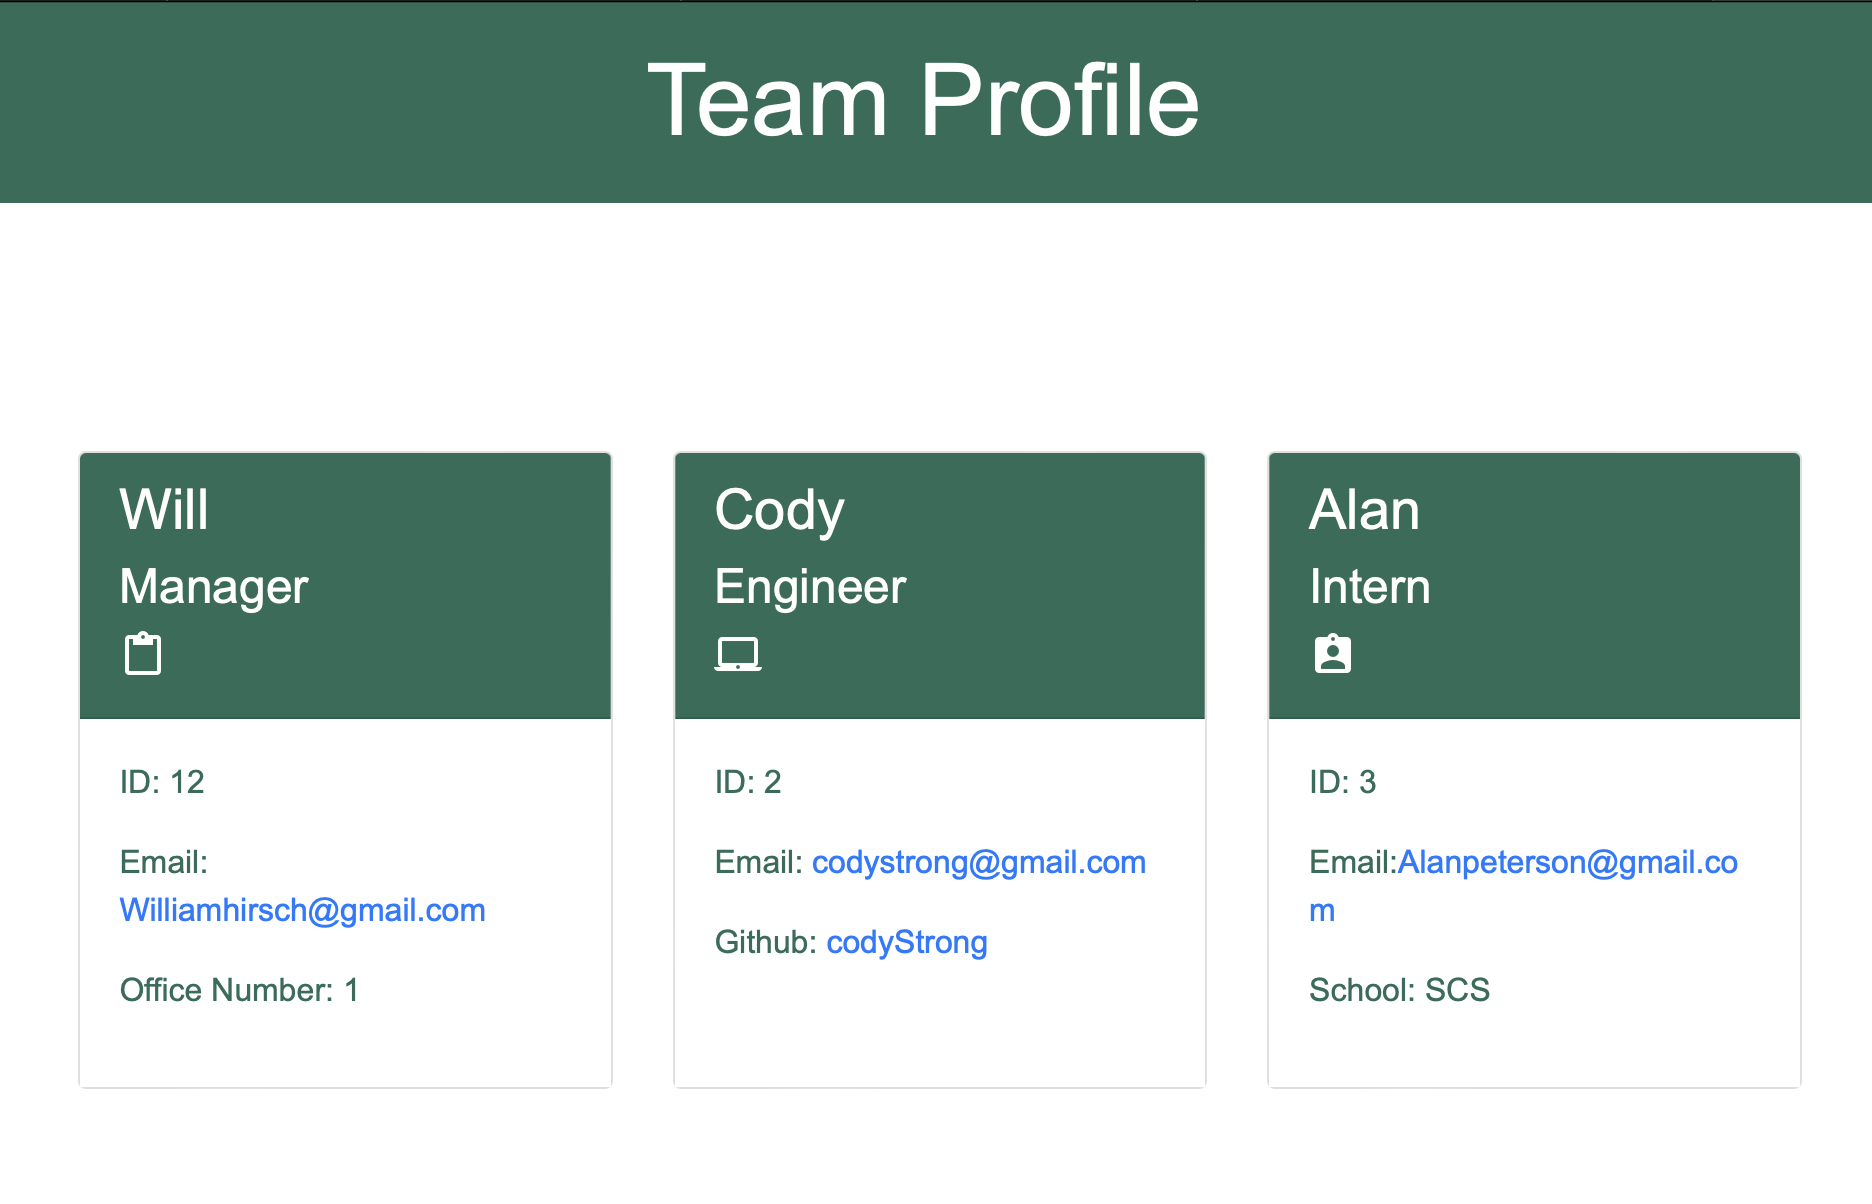 Team Profile
Will
Manager
ID: 12
Email:
Williamhirsch@gmail.com
Office Number: 1
Cody
Engineer
ID: 2
Email: codystrong@gmail.com
Github: codyStrong
Alan
Intern
ID: 3
Email:Alanpeterson@gmail.co
m
School: SCS